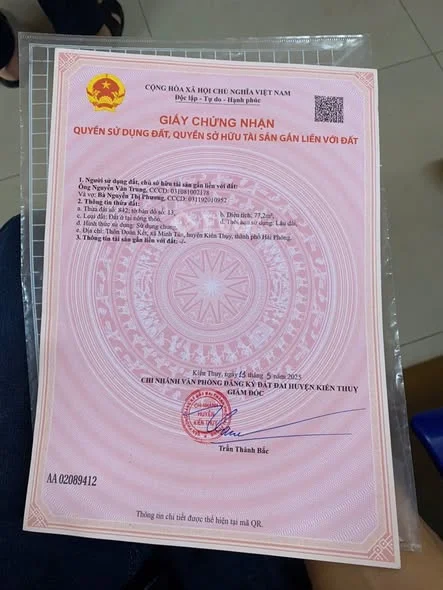 CỘNG HÒA XÃ HỘI CHỦ NGHĨA VIỆT NAM
Độc lập - Tự do - Hạnh phúc
GIẤY CHỨNG NHẬN
QUYỀN SỬ DỤNG ĐẤT, QUYỀN SỞ HỮU TÀI SẢN GẮN LIỀN VỚI ĐẤT
1. Người sử dụng đất, chủ sở hữu tài sản gắn liền với đất:
Ông Nguyễn Văn Trung, CCCD: 031081002178
Và vợ: Bà Nguyễn Thị Phương, CCCD: 031192010957
2. Thông tin thửa đất:
a. Thửa đất số: 842; tờ bản đồ số: 13, b. Diện tích: 77,2m²,
c. Loại đất: Đất ở tại nông thôn, d. Thời hạn sử dụng: Lâu dài,
đ. Hình thức sử dụng: Sử dụng chung,
e. Địa chỉ: Thôn Đoàn Kết, xã Minh Tân, huyện Kiến Thụy, thành phố Hải Phòng.
3. Thông tin tài sản gắn liền với đất: -/-
Kiến Thụy, ngày 15 tháng 5 năm 2025
CHI NHÁNH VĂN PHÒNG ĐĂNG KÝ ĐẤT ĐAI HUYỆN KIẾN THỤY
GIÁM ĐỐC
CHI NHÁNH
HUYỆN
KIẾN THỤY
Trần Thành Bắc
AA 02089412
Thông tin chi tiết được thể hiện tại mã QR.